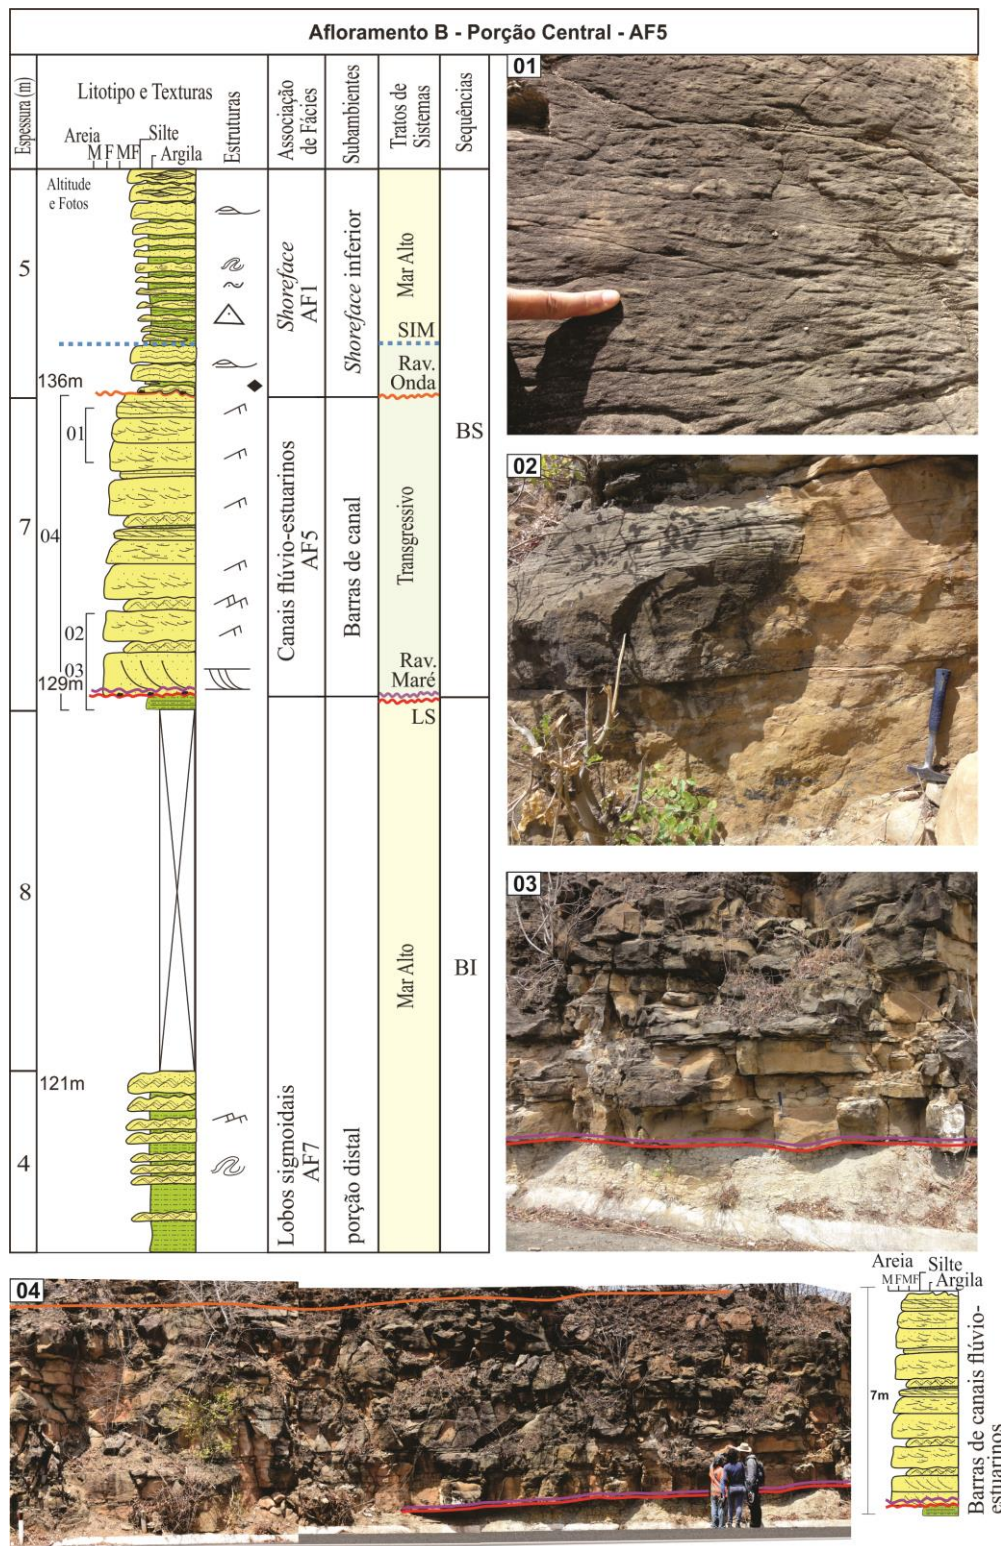 Afloramento B - Porção Central - AF5
Espessura (m)
Litotipo e Texturas
Areia
M F MF
Silte
Argila
Estruturas
Associação
de Fácies
Subambientes
Tratos de
Sistemas
Sequências
Altitude
e Fotos
5
136m
01
7
04
02
03
129m
8
121m
4
Shoreface
AF1
Canais flúvio-estuarinos
AF5
Lobos sigmoidais
AF7
Shoreface inferior
Barras de canal
porção distal
Mar Alto
SIM
Rav.
Onda
Transgressivo
Rav.
Maré
LS
Mar Alto
BS
BI
01
02
03
04
Areia
M FMF
Silte
Argila
7m
Barras de canais flúvio-
estuarinos